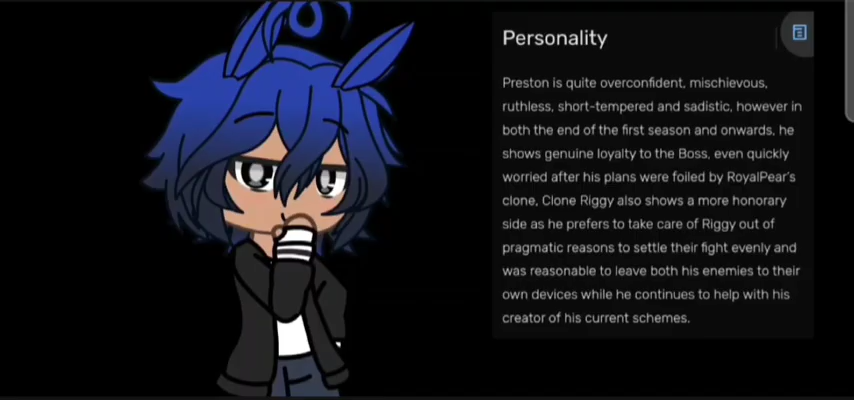 Personality
Preston is quite overconfident, mischievous,
ruthless, short-tempered and sadistic, however in
both the end of the first season and onwards, he
shows genuine loyalty to the Boss, even quickly
worried after his plans were foiled by RoyalPear's
clone, Clone Riggy also shows a more honorary
side as he prefers to take care of Riggy out of
pragmatic reasons to settle their fight evenly and
was reasonable to leave both his enemies to their
own devices while he continues to help with his
creator of his current schemes.